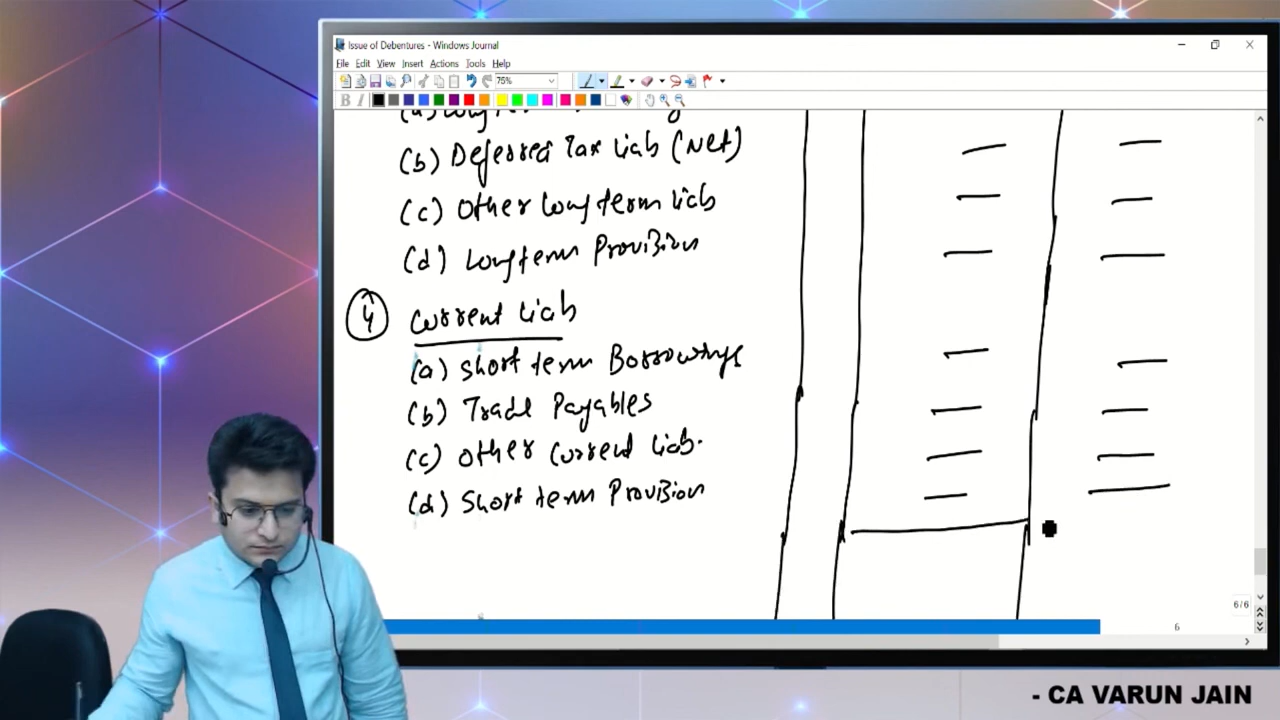 Issue of Debentures - Windows Journal
File Edit View Insert Actions Tools Help
75%
B I
(b) Deferred Tax Liab (Net)
(c) Other Long term Liab
(d) Long term Provision
4 Current Liab
(a) Short term Borrowings
(b) Trade Payables
(c) Other Current Liab.
(d) Short term Provision
6/6
6
- CA VARUN JAIN